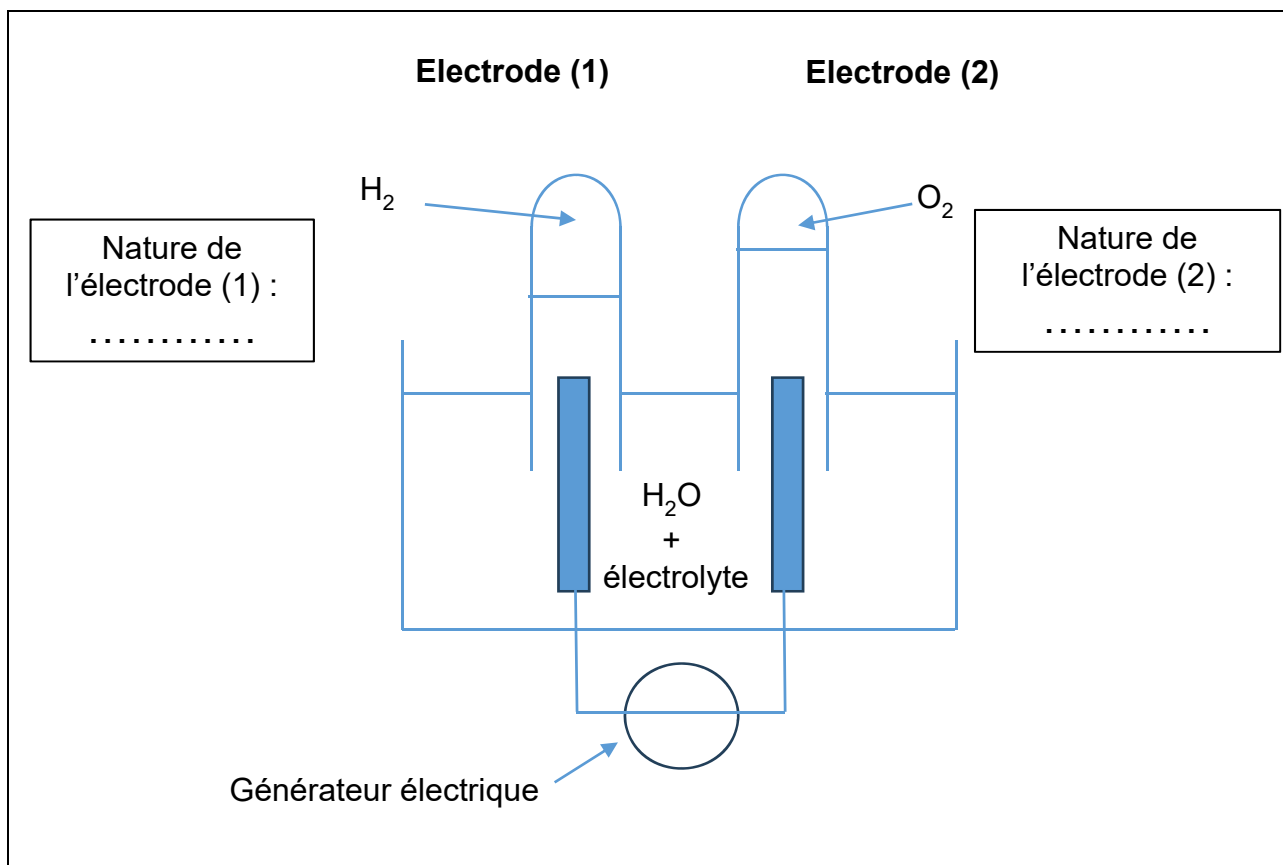 Electrode (1)
Electrode (2)
H₂
O₂
Nature de
l’électrode (1) :
............
Nature de
l’électrode (2) :
............
H₂O
+
électrolyte
Générateur électrique